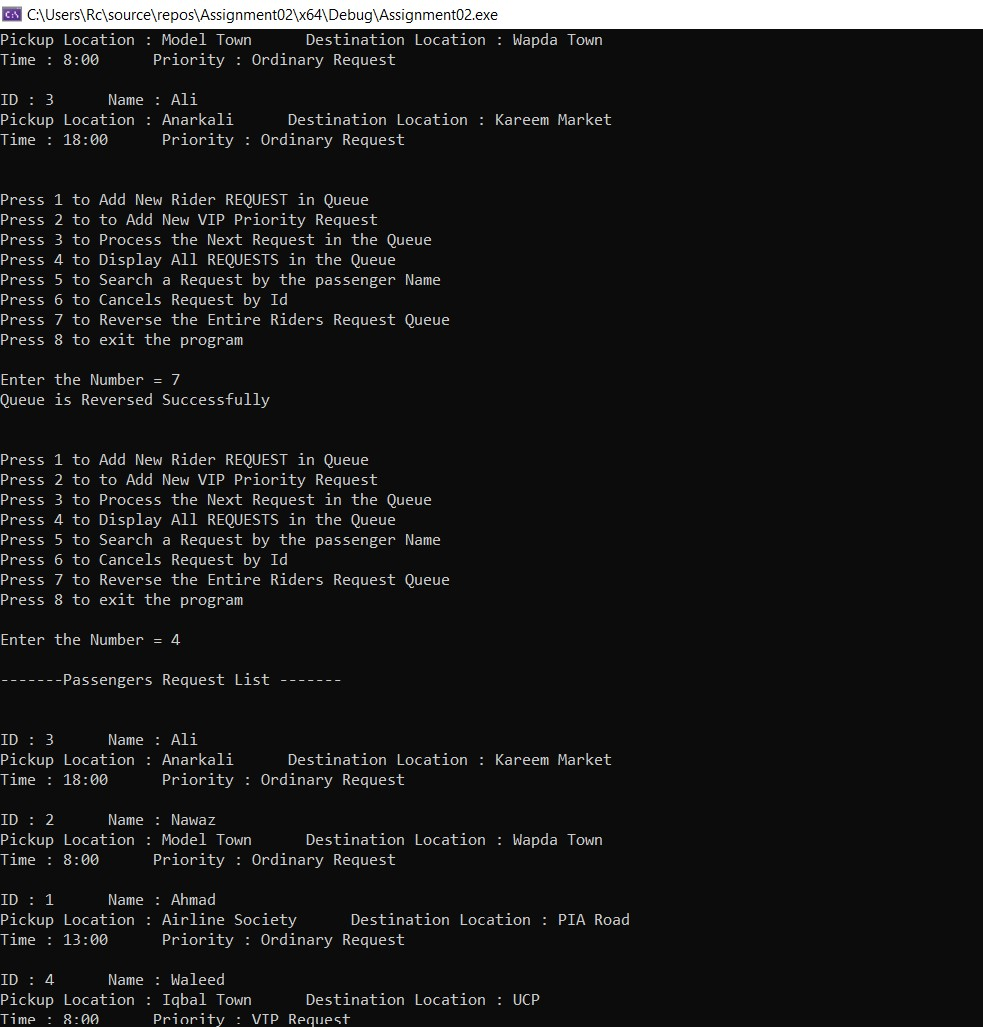 C:\Users\Rc\source\repos\Assignment02\x64\Debug\Assignment02.exe
Pickup Location : Model Town      Destination Location : Wapda Town
Time : 8:00      Priority : Ordinary Request
ID : 3      Name : Ali
Pickup Location : Anarkali      Destination Location : Kareem Market
Time : 18:00      Priority : Ordinary Request
Press 1 to Add New Rider REQUEST in Queue
Press 2 to to Add New VIP Priority Request
Press 3 to Process the Next Request in the Queue
Press 4 to Display All REQUESTS in the Queue
Press 5 to Search a Request by the passenger Name
Press 6 to Cancels Request by Id
Press 7 to Reverse the Entire Riders Request Queue
Press 8 to exit the program
Enter the Number = 7
Queue is Reversed Successfully
Press 1 to Add New Rider REQUEST in Queue
Press 2 to to Add New VIP Priority Request
Press 3 to Process the Next Request in the Queue
Press 4 to Display All REQUESTS in the Queue
Press 5 to Search a Request by the passenger Name
Press 6 to Cancels Request by Id
Press 7 to Reverse the Entire Riders Request Queue
Press 8 to exit the program
Enter the Number = 4
-------Passengers Request List -------
ID : 3      Name : Ali
Pickup Location : Anarkali      Destination Location : Kareem Market
Time : 18:00      Priority : Ordinary Request
ID : 2      Name : Nawaz
Pickup Location : Model Town      Destination Location : Wapda Town
Time : 8:00      Priority : Ordinary Request
ID : 1      Name : Ahmad
Pickup Location : Airline Society      Destination Location : PIA Road
Time : 13:00      Priority : Ordinary Request
ID : 4      Name : Waleed
Pickup Location : Iqbal Town      Destination Location : UCP
Time : 8:00      Priority : VIP Request